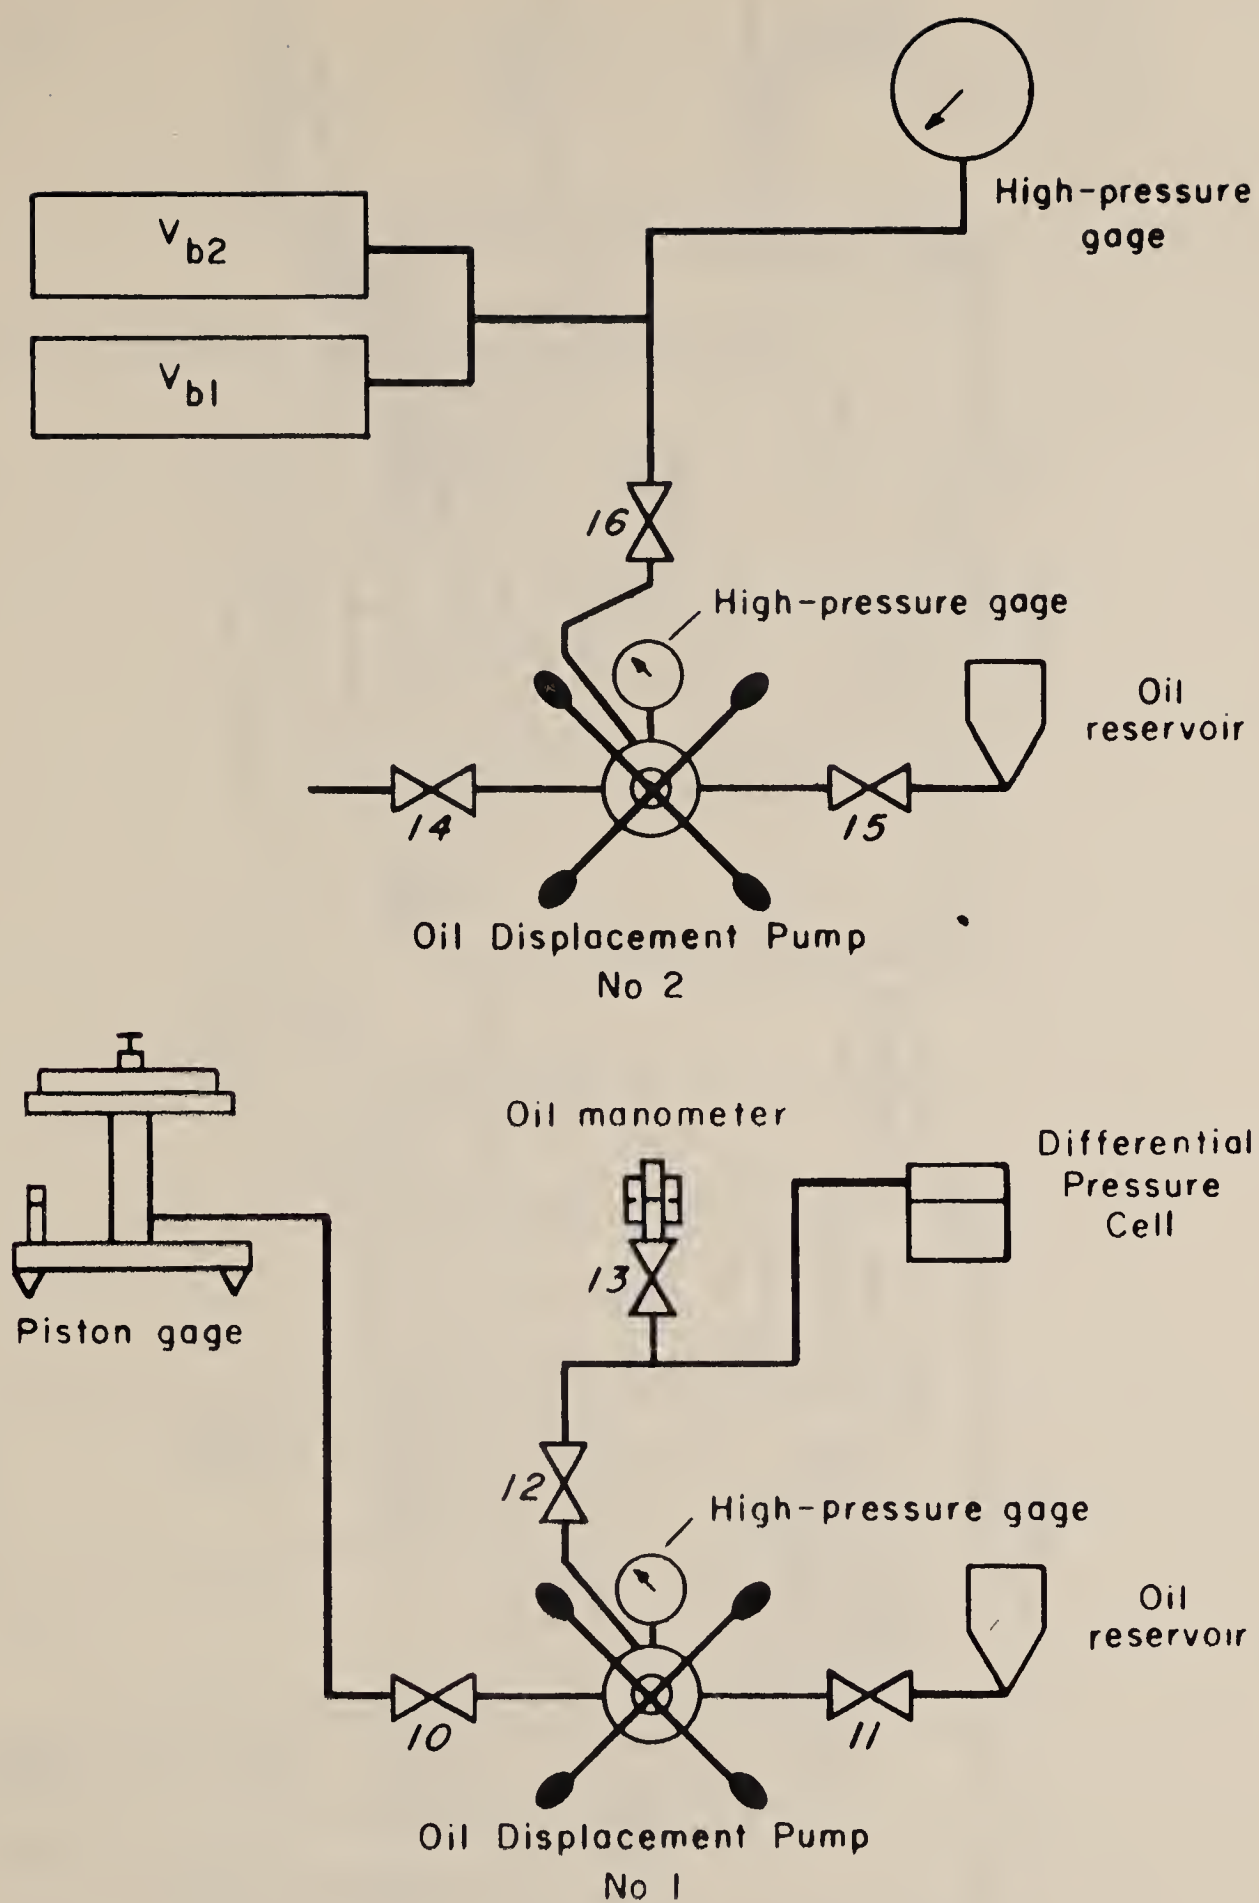 High-pressure
gage
V b2
V b1
16
High-pressure gage
Oil
reservoir
14
15
Oil Displacement Pump
No 2
Oil manometer
Differential
Pressure
Cell
13
Piston gage
12
High-pressure gage
Oil
reservoir
10
11
Oil Displacement Pump
No 1